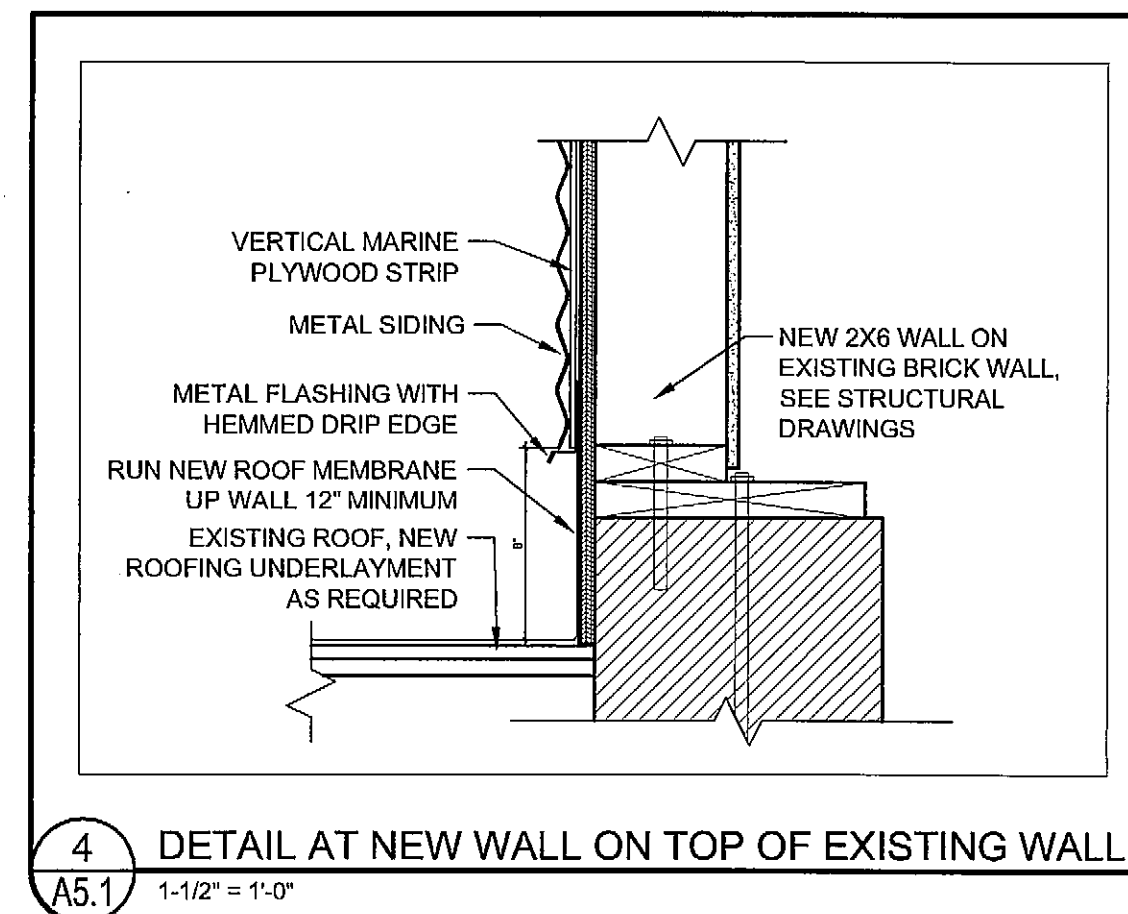 VERTICAL MARINE
PLYWOOD STRIP
METAL SIDING
METAL FLASHING WITH
HEMMED DRIP EDGE
RUN NEW ROOF MEMBRANE
UP WALL 12" MINIMUM
EXISTING ROOF, NEW
ROOFING UNDERLAYMENT
AS REQUIRED
8"
NEW 2X6 WALL ON
EXISTING BRICK WALL,
SEE STRUCTURAL
DRAWINGS
4
A5.1
DETAIL AT NEW WALL ON TOP OF EXISTING WALL
1-1/2" = 1'-0"